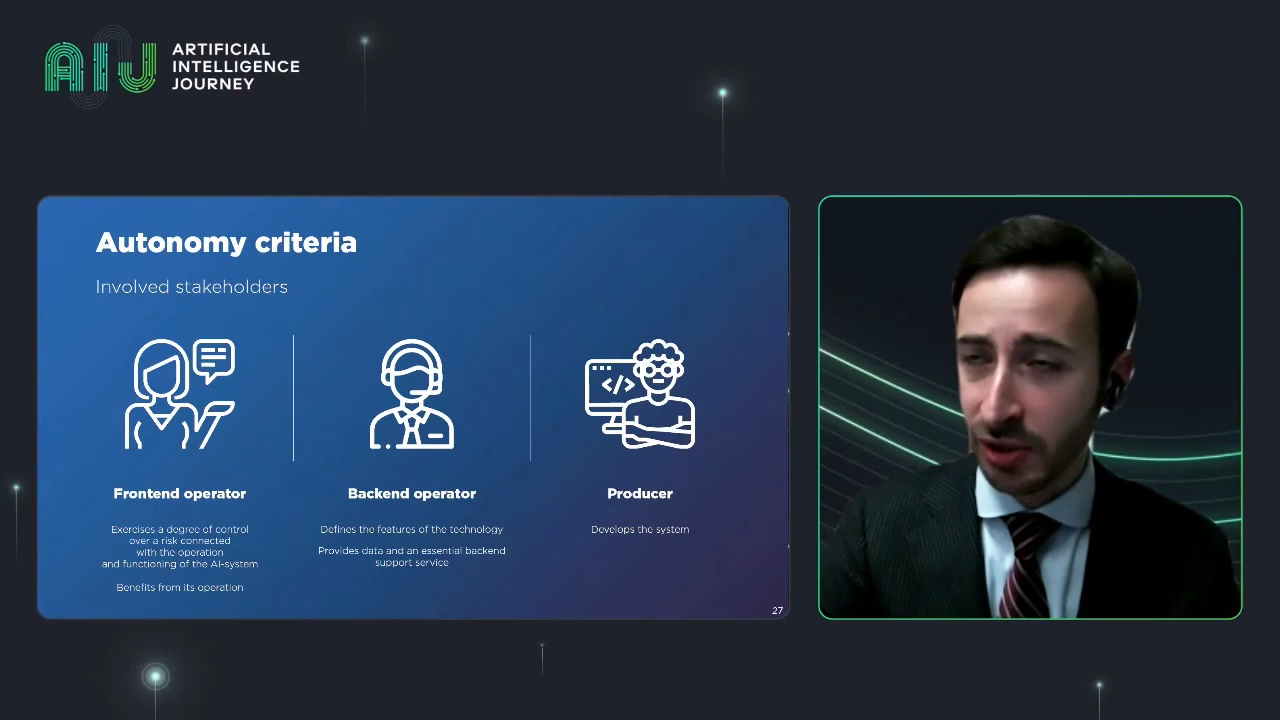 AIJ
ARTIFICIAL
INTELLIGENCE
JOURNEY
Autonomy criteria
Involved stakeholders
</>
Frontend operator
Exercises a degree of control
over a risk connected
with the operation
and functioning of the AI-system
Benefits from its operation
Backend operator
Defines the features of the technology
Provides data and an essential backend
support service
Producer
Develops the system
27